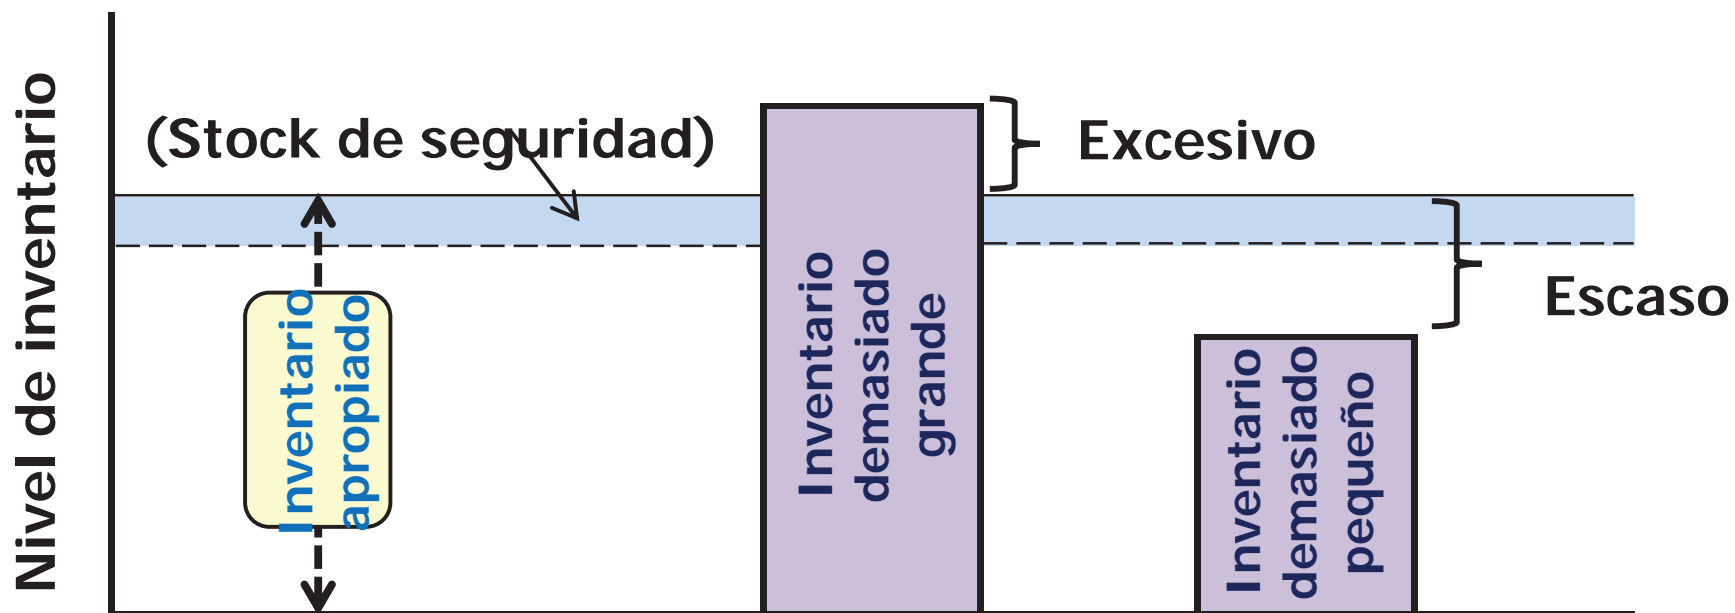 Nivel de inventario
(Stock de seguridad)
Excesivo
Escaso
Inventario
apropiado
Inventario
demasiado
grande
Inventario
demasiado
pequeño